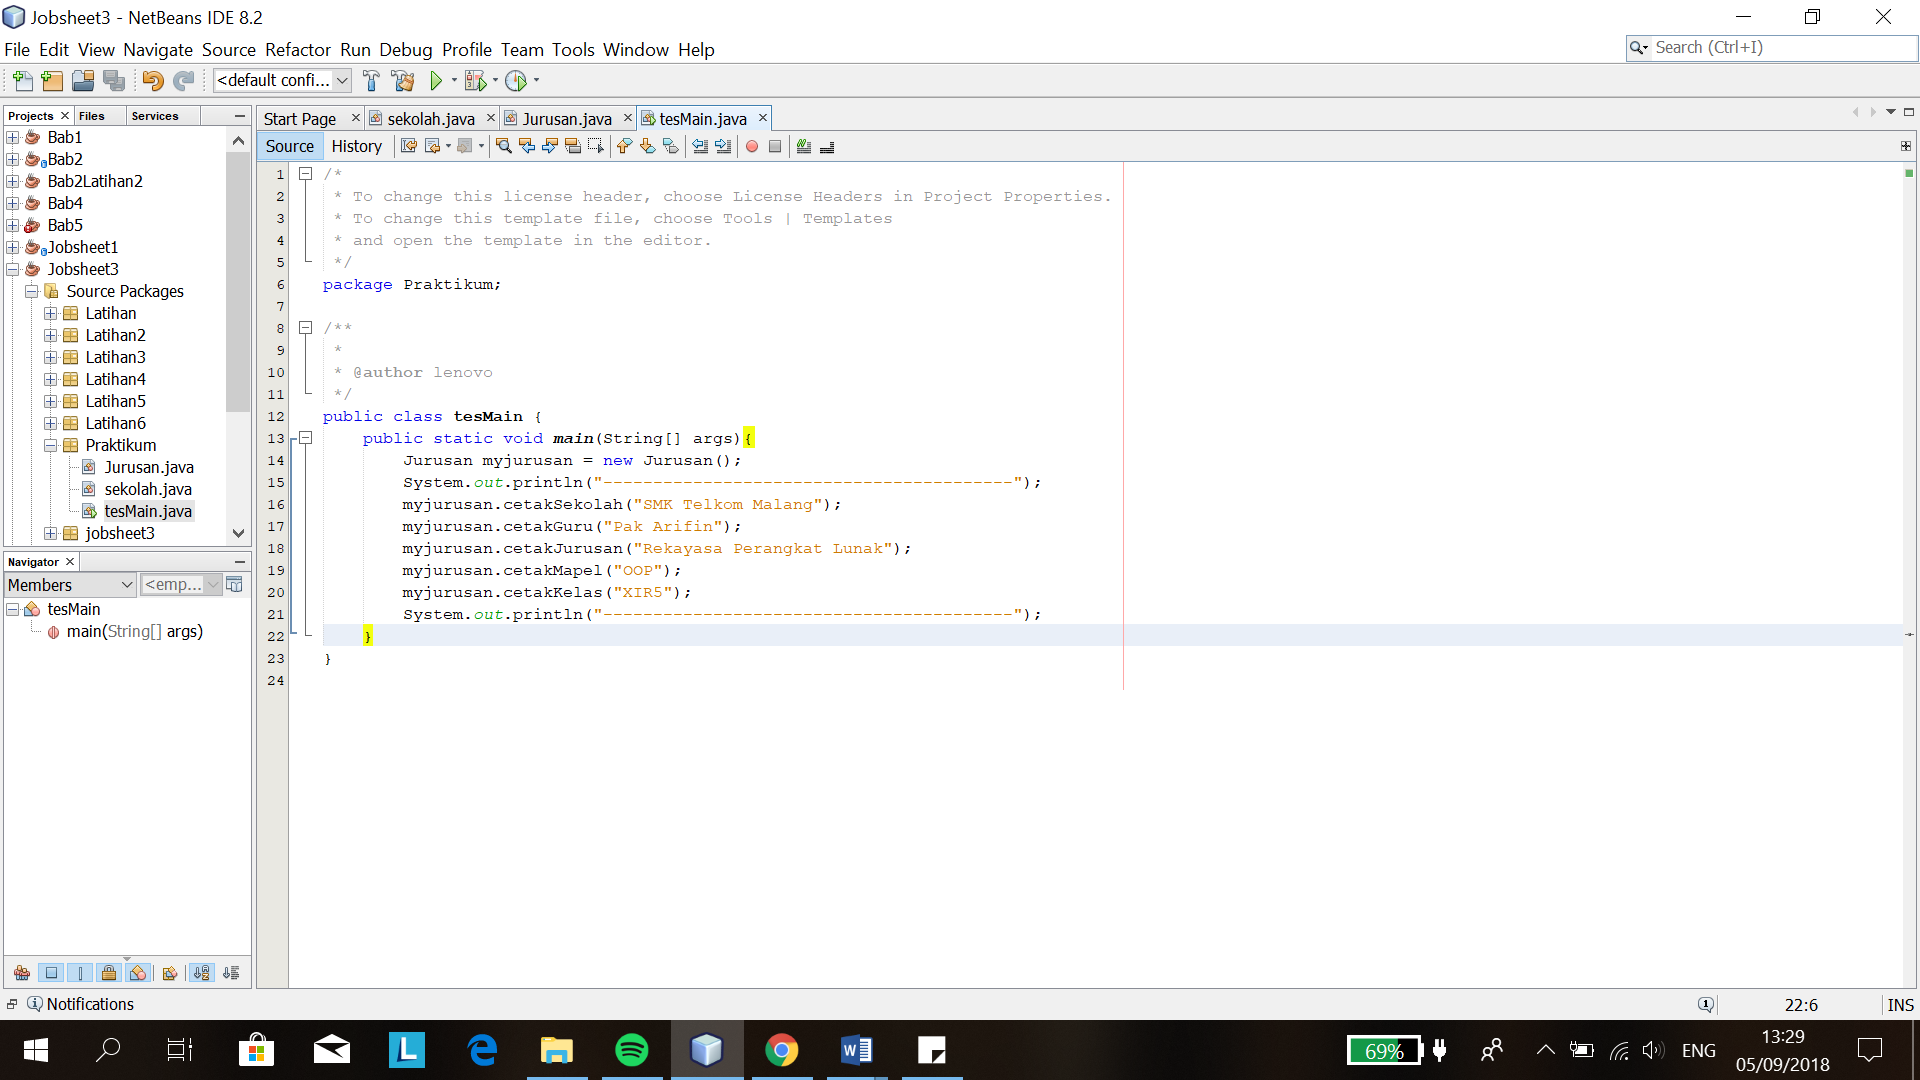 Jobsheet3 - NetBeans IDE 8.2
File Edit View Navigate Source Refactor Run Debug Profile Team Tools Window Help
Search (Ctrl+I)
<default confi...
Projects
Files
Services
Bab1
Bab2
Bab2Latihan2
Bab4
Bab5
Jobsheet1
Jobsheet3
Source Packages
Latihan
Latihan2
Latihan3
Latihan4
Latihan5
Latihan6
Praktikum
Jurusan.java
sekolah.java
tesMain.java
jobsheet3
Navigator
Members
<emp...
tesMain
main(String[] args)
Start Page
sekolah.java
Jurusan.java
tesMain.java
Source
History
1 /*
2 * To change this license header, choose License Headers in Project Properties.
3 * To change this template file, choose Tools | Templates
4 * and open the template in the editor.
5 */
6 package Praktikum;
7
8 /**
9 *
10 * @author lenovo
11 */
12 public class tesMain {
13 public static void main(String[] args){
14 Jurusan myjurusan = new Jurusan();
15 System.out.println("-----------------------------------------");
16 myjurusan.cetakSekolah("SMK Telkom Malang");
17 myjurusan.cetakGuru("Pak Arifin");
18 myjurusan.cetakJurusan("Rekayasa Perangkat Lunak");
19 myjurusan.cetakMapel("OOP");
20 myjurusan.cetakKelas("XIR5");
21 System.out.println("-----------------------------------------");
22 }
23 }
24
Notifications
22:6
INS
69%
ENG
13:29
05/09/2018